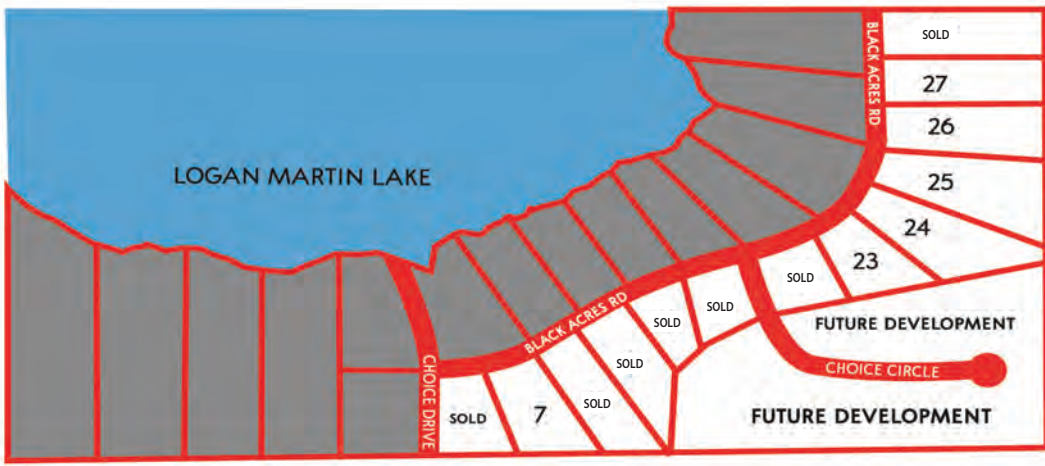 SOLD
BLACK ACRES RD
27
26
LOGAN MARTIN LAKE
25
24
23
SOLD
SOLD
SOLD
BLACK ACRES RD
FUTURE DEVELOPMENT
SOLD
CHOICE CIRCLE
CHOICE DRIVE
SOLD
SOLD
7
FUTURE DEVELOPMENT